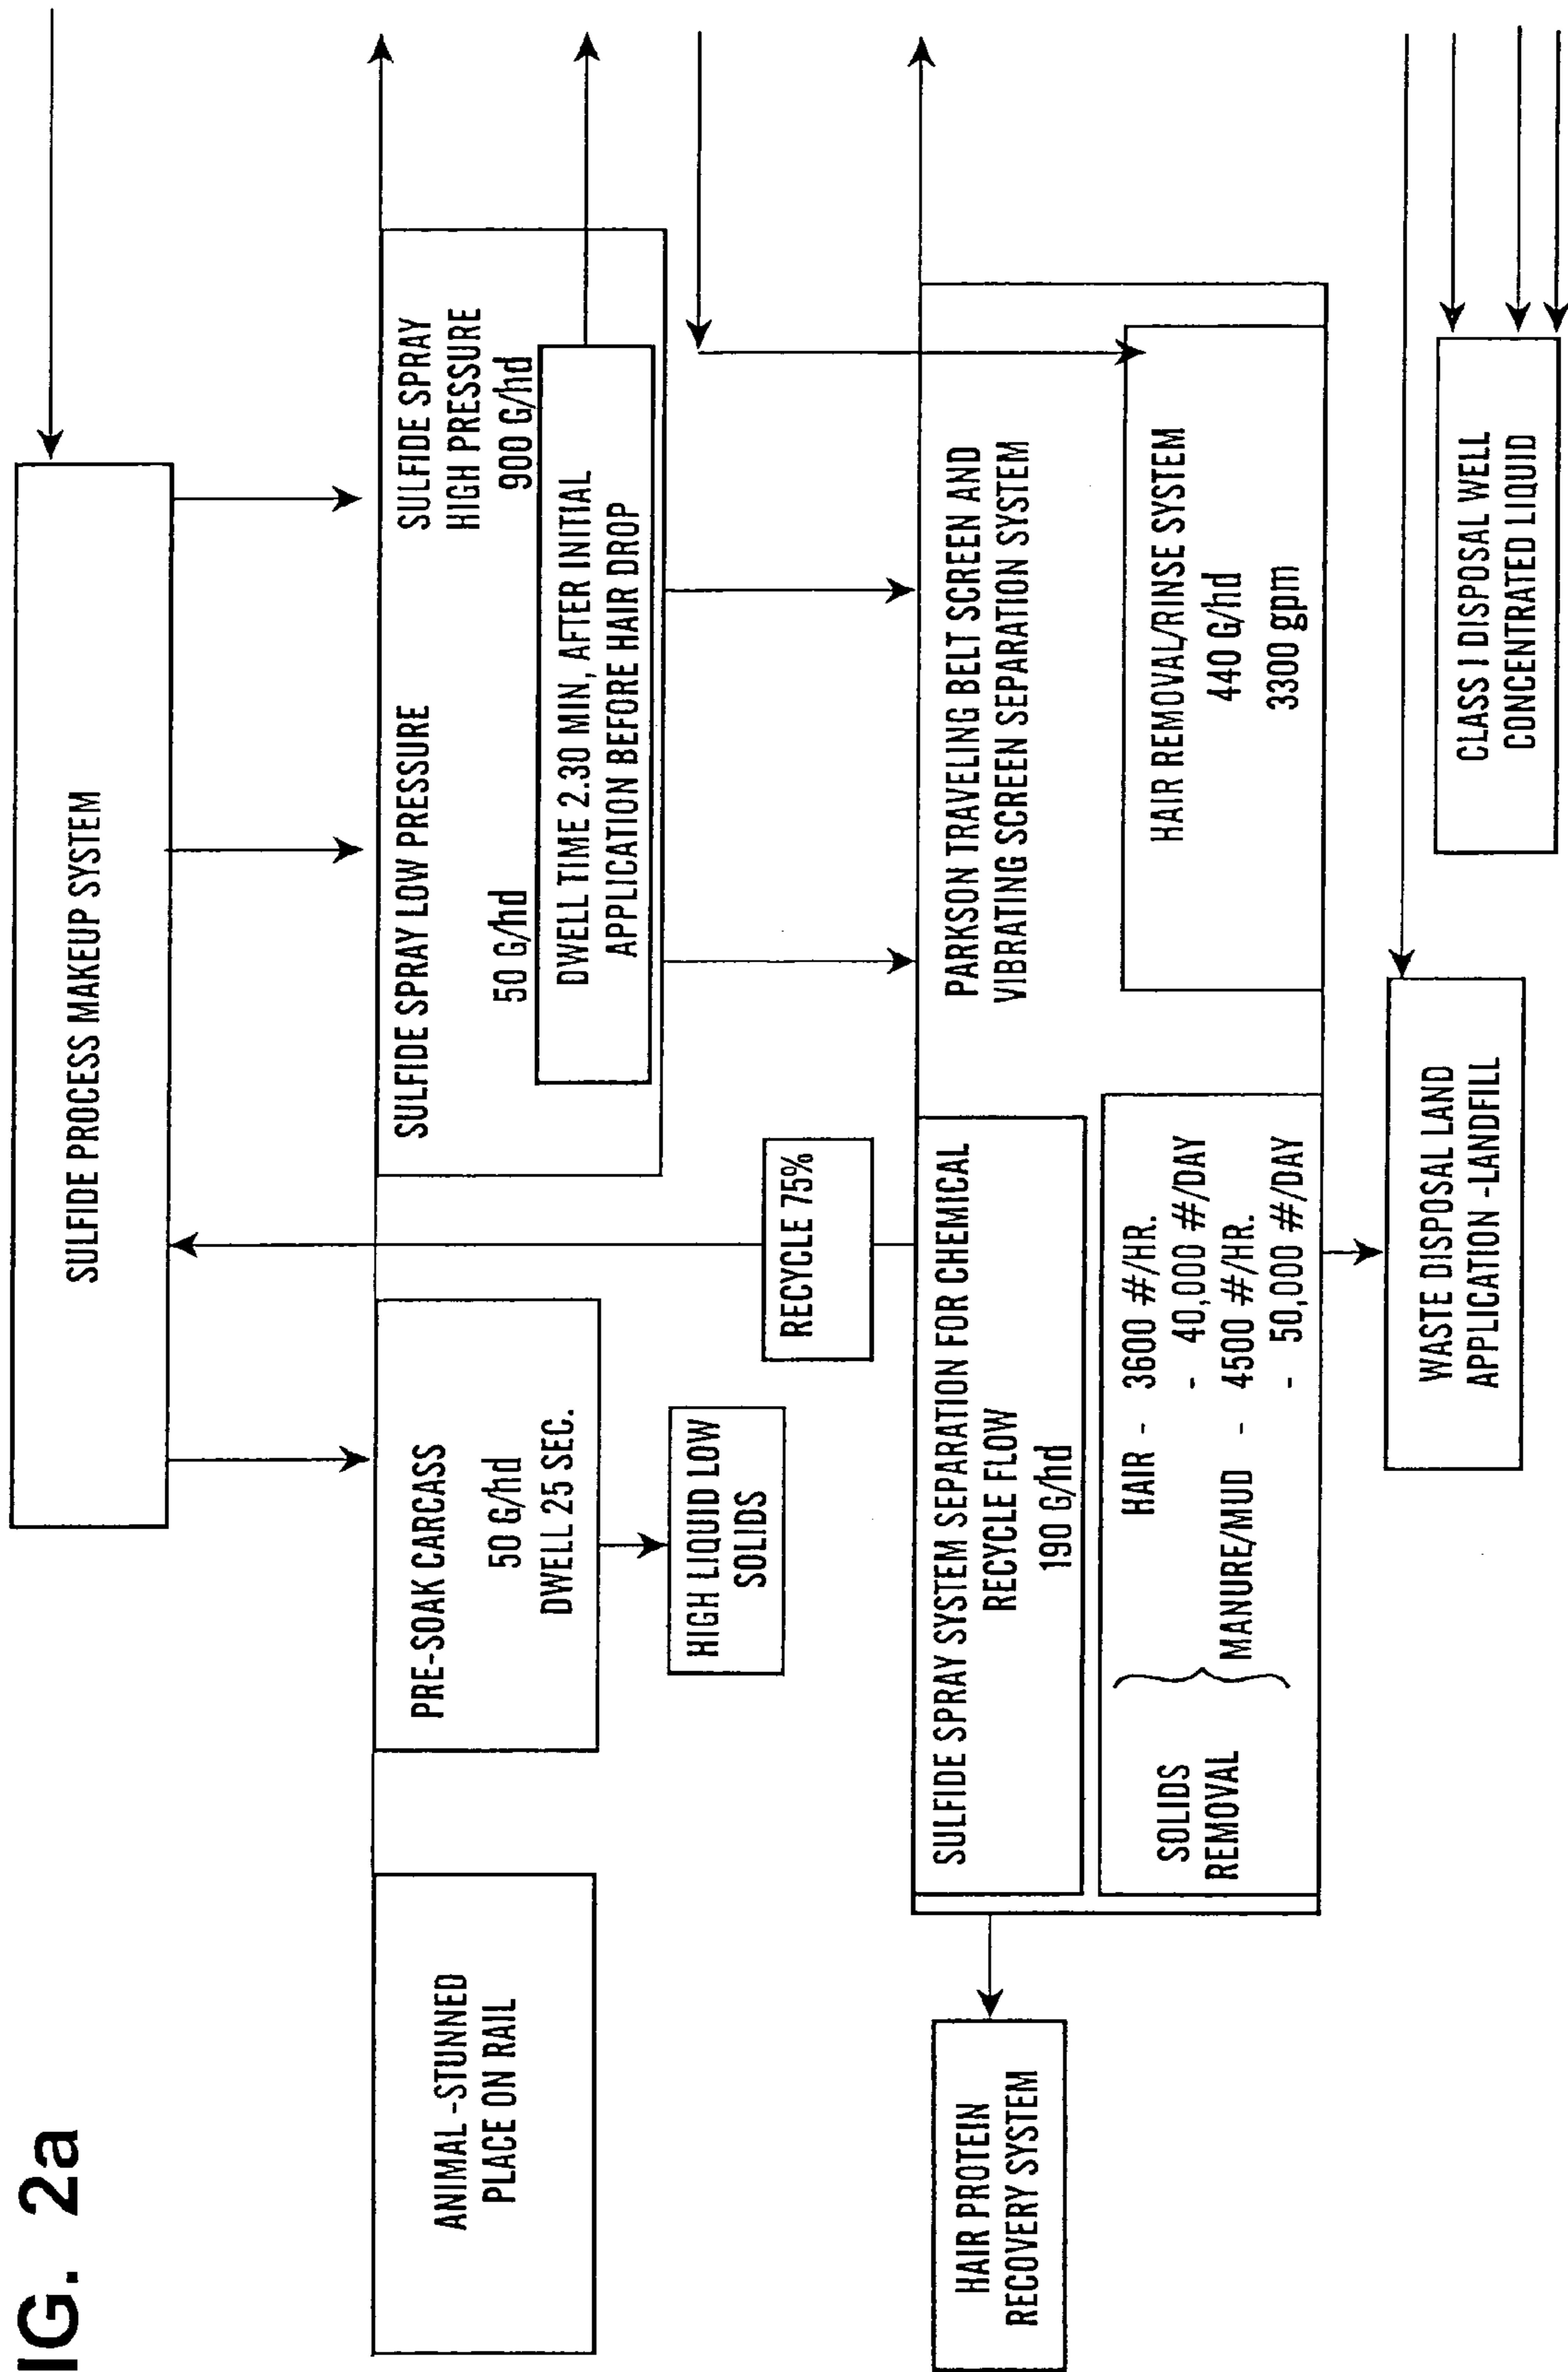 IG. 2a
SULFIDE PROCESS MAKEUP SYSTEM
ANIMAL -STUNNED
PLACE ON RAIL
PRE-SOAK CARCASS
50 G/hd
DWELL 25 SEC.
HIGH LIQUID LOW
SOLIDS
SULFIDE SPRAY LOW PRESSURE
50 G/hd
SULFIDE SPRAY
HIGH PRESSURE
900 G/hd
DWELL TIME 2.30 MIN, AFTER INITIAL
APPLICATION BEFORE HAIR DROP
RECYCLE 75%
HAIR PROTEIN
RECOVERY SYSTEM
SULFIDE SPRAY SYSTEM SEPARATION FOR CHEMICAL
RECYCLE FLOW
190 G/hd
SOLIDS
REMOVAL
HAIR - 3600 #/HR.
- 40,000 #/DAY
MANURE/MUD - 4500 #/HR.
- 50,000 #/DAY
PARKSON TRAVELING BELT SCREEN AND
VIBRATING SCREEN SEPARATION SYSTEM
HAIR REMOVAL/RINSE SYSTEM
440 G/hd
3300 gpm
WASTE DISPOSAL LAND
APPLICATION -LANDFILL
CLASS I DISPOSAL WELL
CONCENTRATED LIQUID